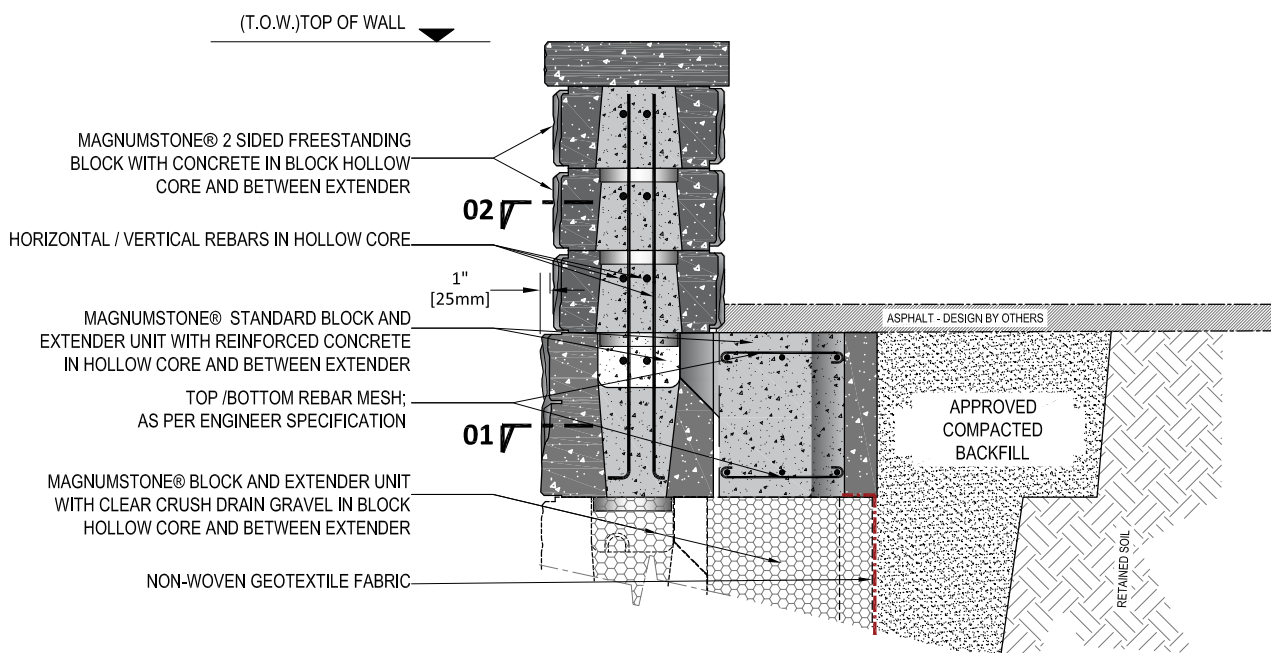 (T.O.W.)TOP OF WALL
MAGNUMSTONE® 2 SIDED FREESTANDING
BLOCK WITH CONCRETE IN BLOCK HOLLOW
CORE AND BETWEEN EXTENDER
02
HORIZONTAL / VERTICAL REBARS IN HOLLOW CORE
1"
[25mm]
MAGNUMSTONE® STANDARD BLOCK AND
EXTENDER UNIT WITH REINFORCED CONCRETE
IN HOLLOW CORE AND BETWEEN EXTENDER
ASPHALT - DESIGN BY OTHERS
TOP /BOTTOM REBAR MESH;
AS PER ENGINEER SPECIFICATION
01
APPROVED
COMPACTED
BACKFILL
MAGNUMSTONE® BLOCK AND EXTENDER UNIT
WITH CLEAR CRUSH DRAIN GRAVEL IN BLOCK
HOLLOW CORE AND BETWEEN EXTENDER
NON-WOVEN GEOTEXTILE FABRIC
RETAINED SOIL